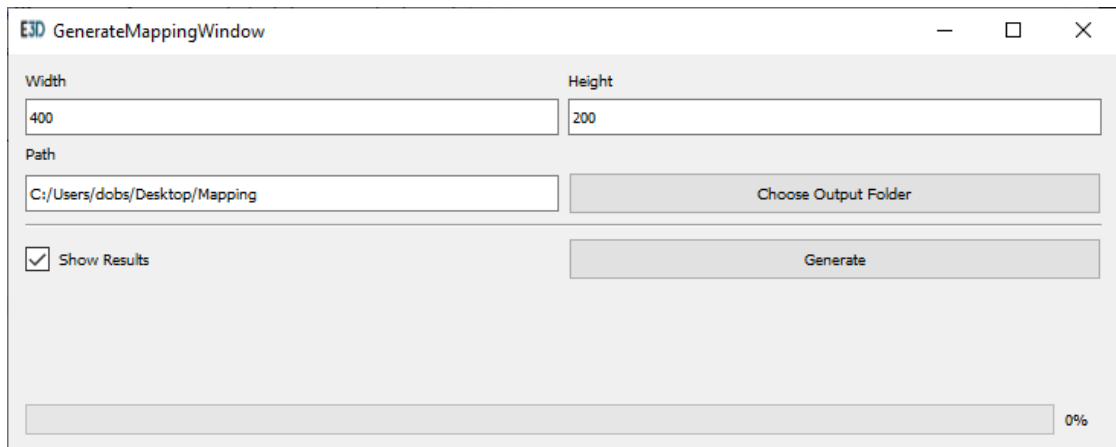 E3D GenerateMappingWindow
Width Height
400 200
Path
C:/Users/dobs/Desktop/Mapping Choose Output Folder
Show Results Generate
0%